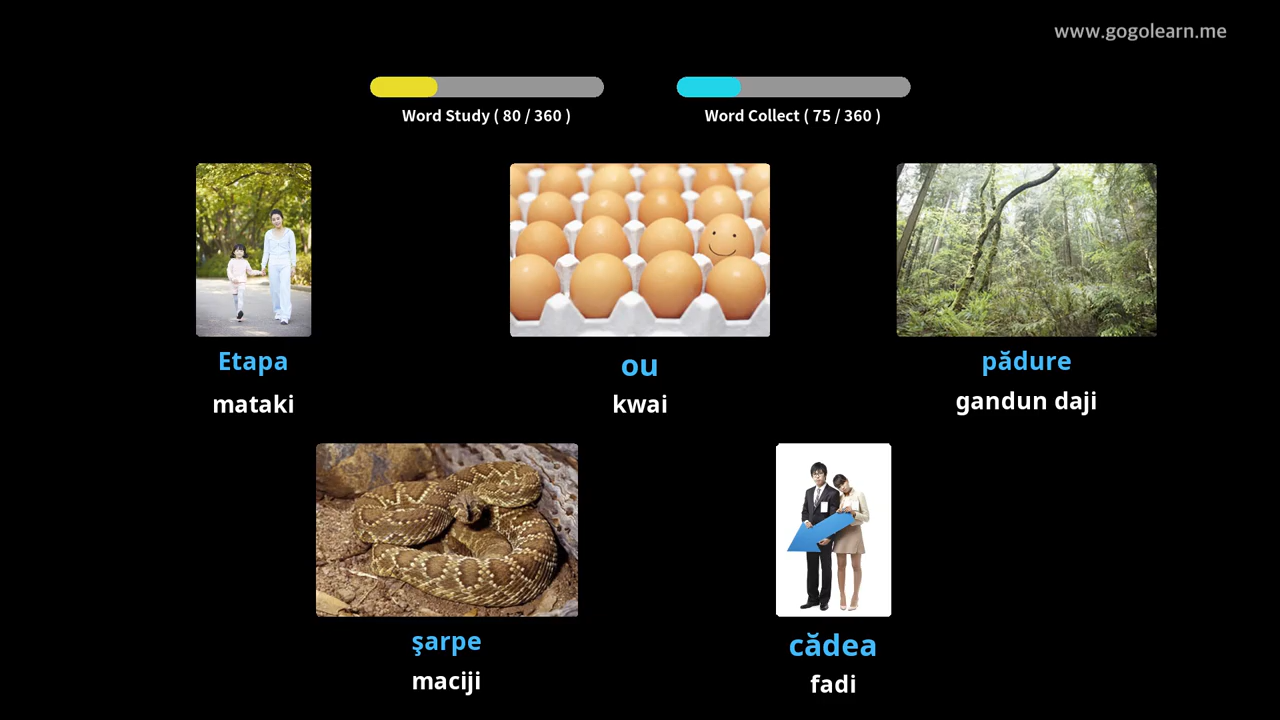 www.gogolearn.me
Word Study ( 80 / 360 )
Word Collect ( 75 / 360 )
Etapa
mataki
ou
kwai
pădure
gandun daji
şarpe
maciji
cădea
fadi